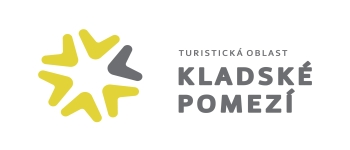 TURISTICKÁ OBLAST
KLADSKÉ
POMEZÍ